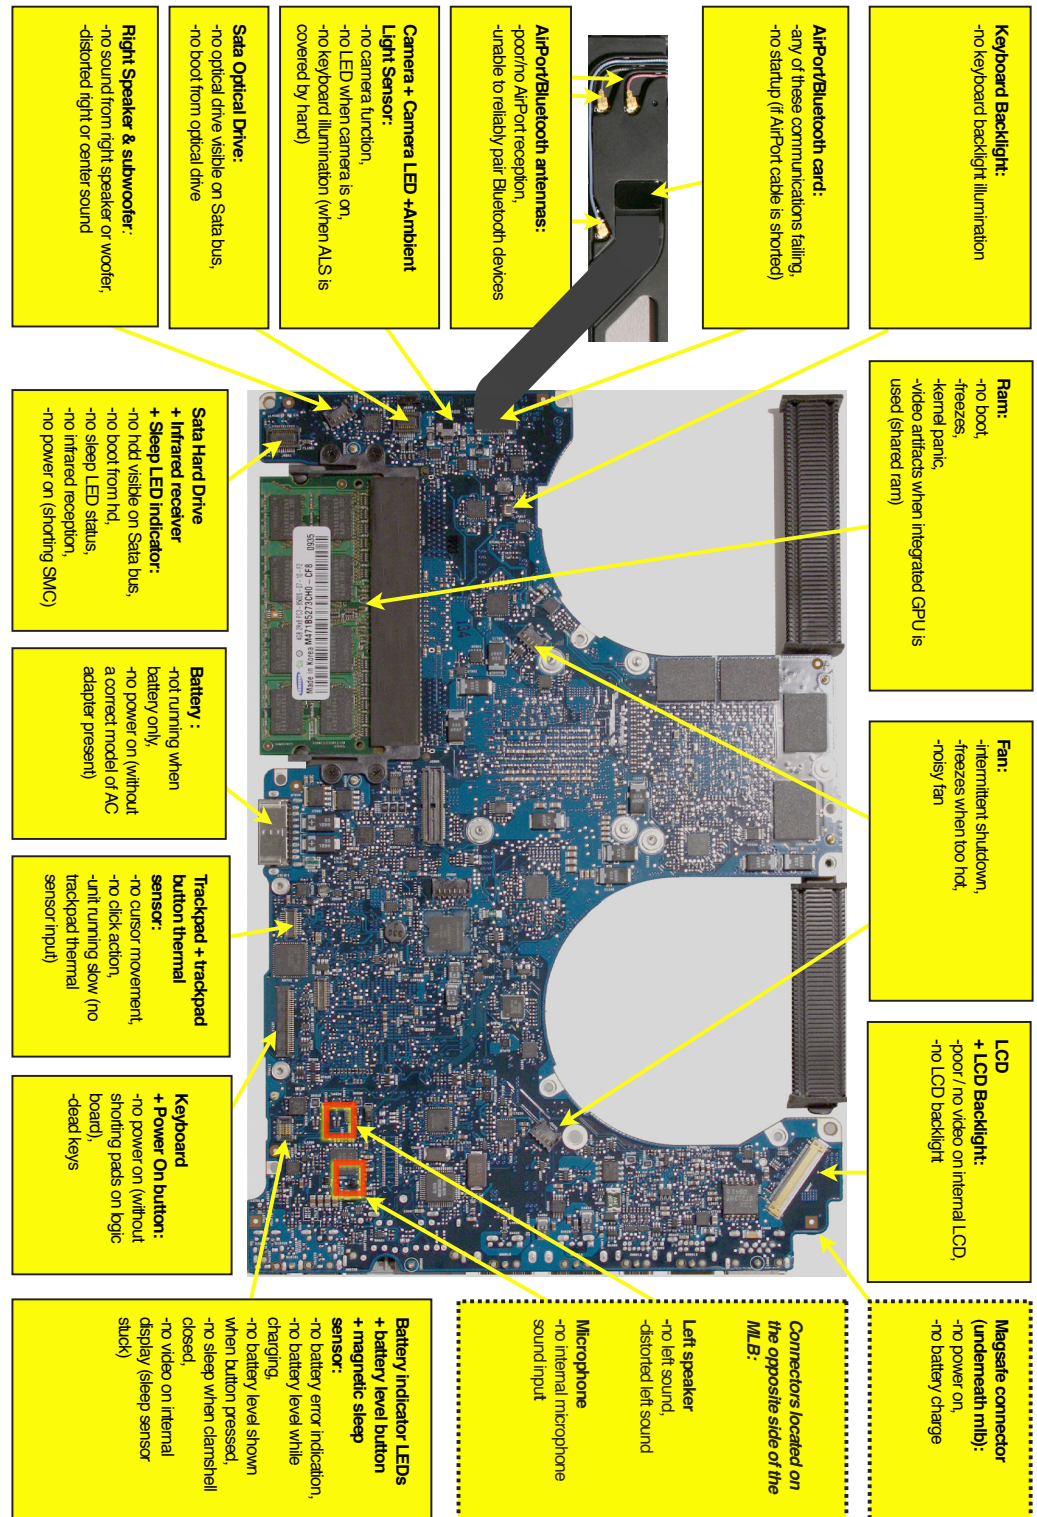 Right Speaker & subwoofer:
-no sound from right speaker or woofer,
-distorted right or center sound
Sata Optical Drive:
-no optical drive visible on Sata bus,
-no boot from optical drive
Camera + Camera LED +Ambient
Light Sensor:
-no camera function,
-no LED when camera is on,
-no keyboard illumination (when ALS is
covered by hand)
AirPort/Bluetooth antennas:
-poor/no AirPort reception,
-unable to reliably pair Bluetooth devices
AirPort/Bluetooth card:
-any of these communications failing,
-no startup (if AirPort cable is shorted)
Keyboard Backlight:
-no keyboard backlight illumination
Sata Hard Drive
+ Infrared receiver
+ Sleep LED indicator:
-no hdd visible on Sata bus,
-no boot from hd,
-no sleep LED status,
-no infrared reception,
-no power on (shorting SMC)
Ram:
-no boot,
-freezes,
-kernel panic,
-video artifacts when integrated GPU is
used (shared ram)
Battery :
-not running when
battery only,
-no power on (without
a correct model of AC
adapter present)
Fan:
-intermittent shutdown,
-freezes when too hot,
-noisy fan
Trackpad + trackpad
button thermal
sensor:
-no cursor movement,
-no click action,
-unit running slow (no
trackpad thermal
sensor input)
Keyboard
+ Power On button:
-no power on (without
shorting pads on logic
board),
-dead keys
LCD
+ LCD Backlight:
-poor / no video on internal LCD,
-no LCD backlight
Battery indicator LEDs
+ battery level button
+ magnetic sleep
sensor:
-no battery error indication,
-no battery level while
charging,
-no battery level shown
when button pressed,
-no sleep when clamshell
closed,
-no video on internal
display (sleep sensor
stuck)
Connectors located on
the opposite side of the
MLB:
Left speaker
-no left sound,
-distorted left sound
Microphone
-no internal microphone
sound input
Magsafe connector
(underneath mlb):
-no power on,
-no battery charge
M471B5273CH0-CF8
Made in Korea
0935